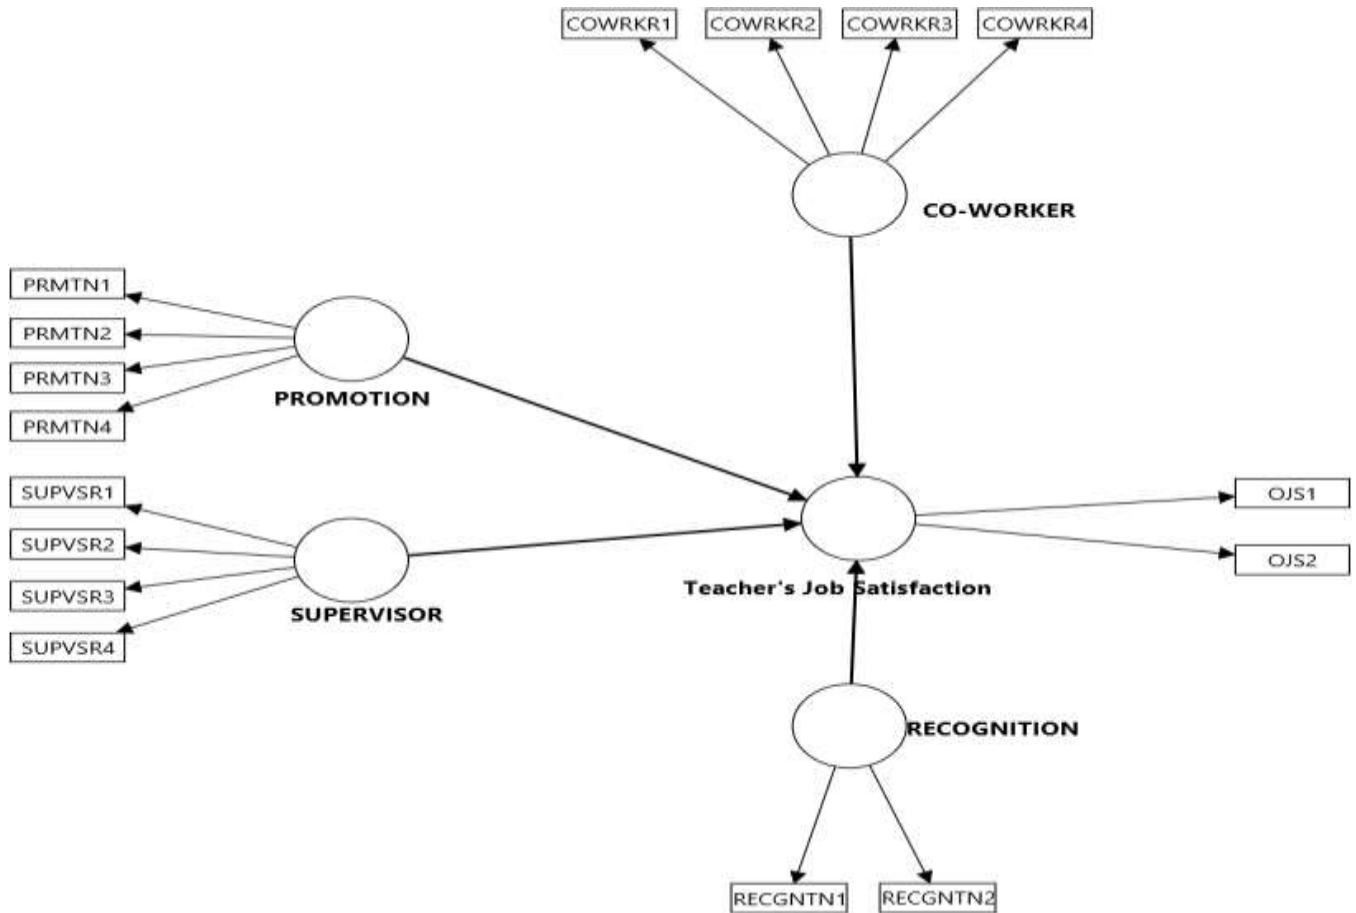 COWRKR1
COWRKR2
COWRKR3
COWRKR4
CO-WORKER
PRMTN1
PRMTN2
PRMTN3
PRMTN4
PROMOTION
SUPVSR1
SUPVSR2
SUPVSR3
SUPVSR4
SUPERVISOR
OJS1
OJS2
Teacher's Job Satisfaction
RECOGNITION
RECGNTN1
RECGNTN2